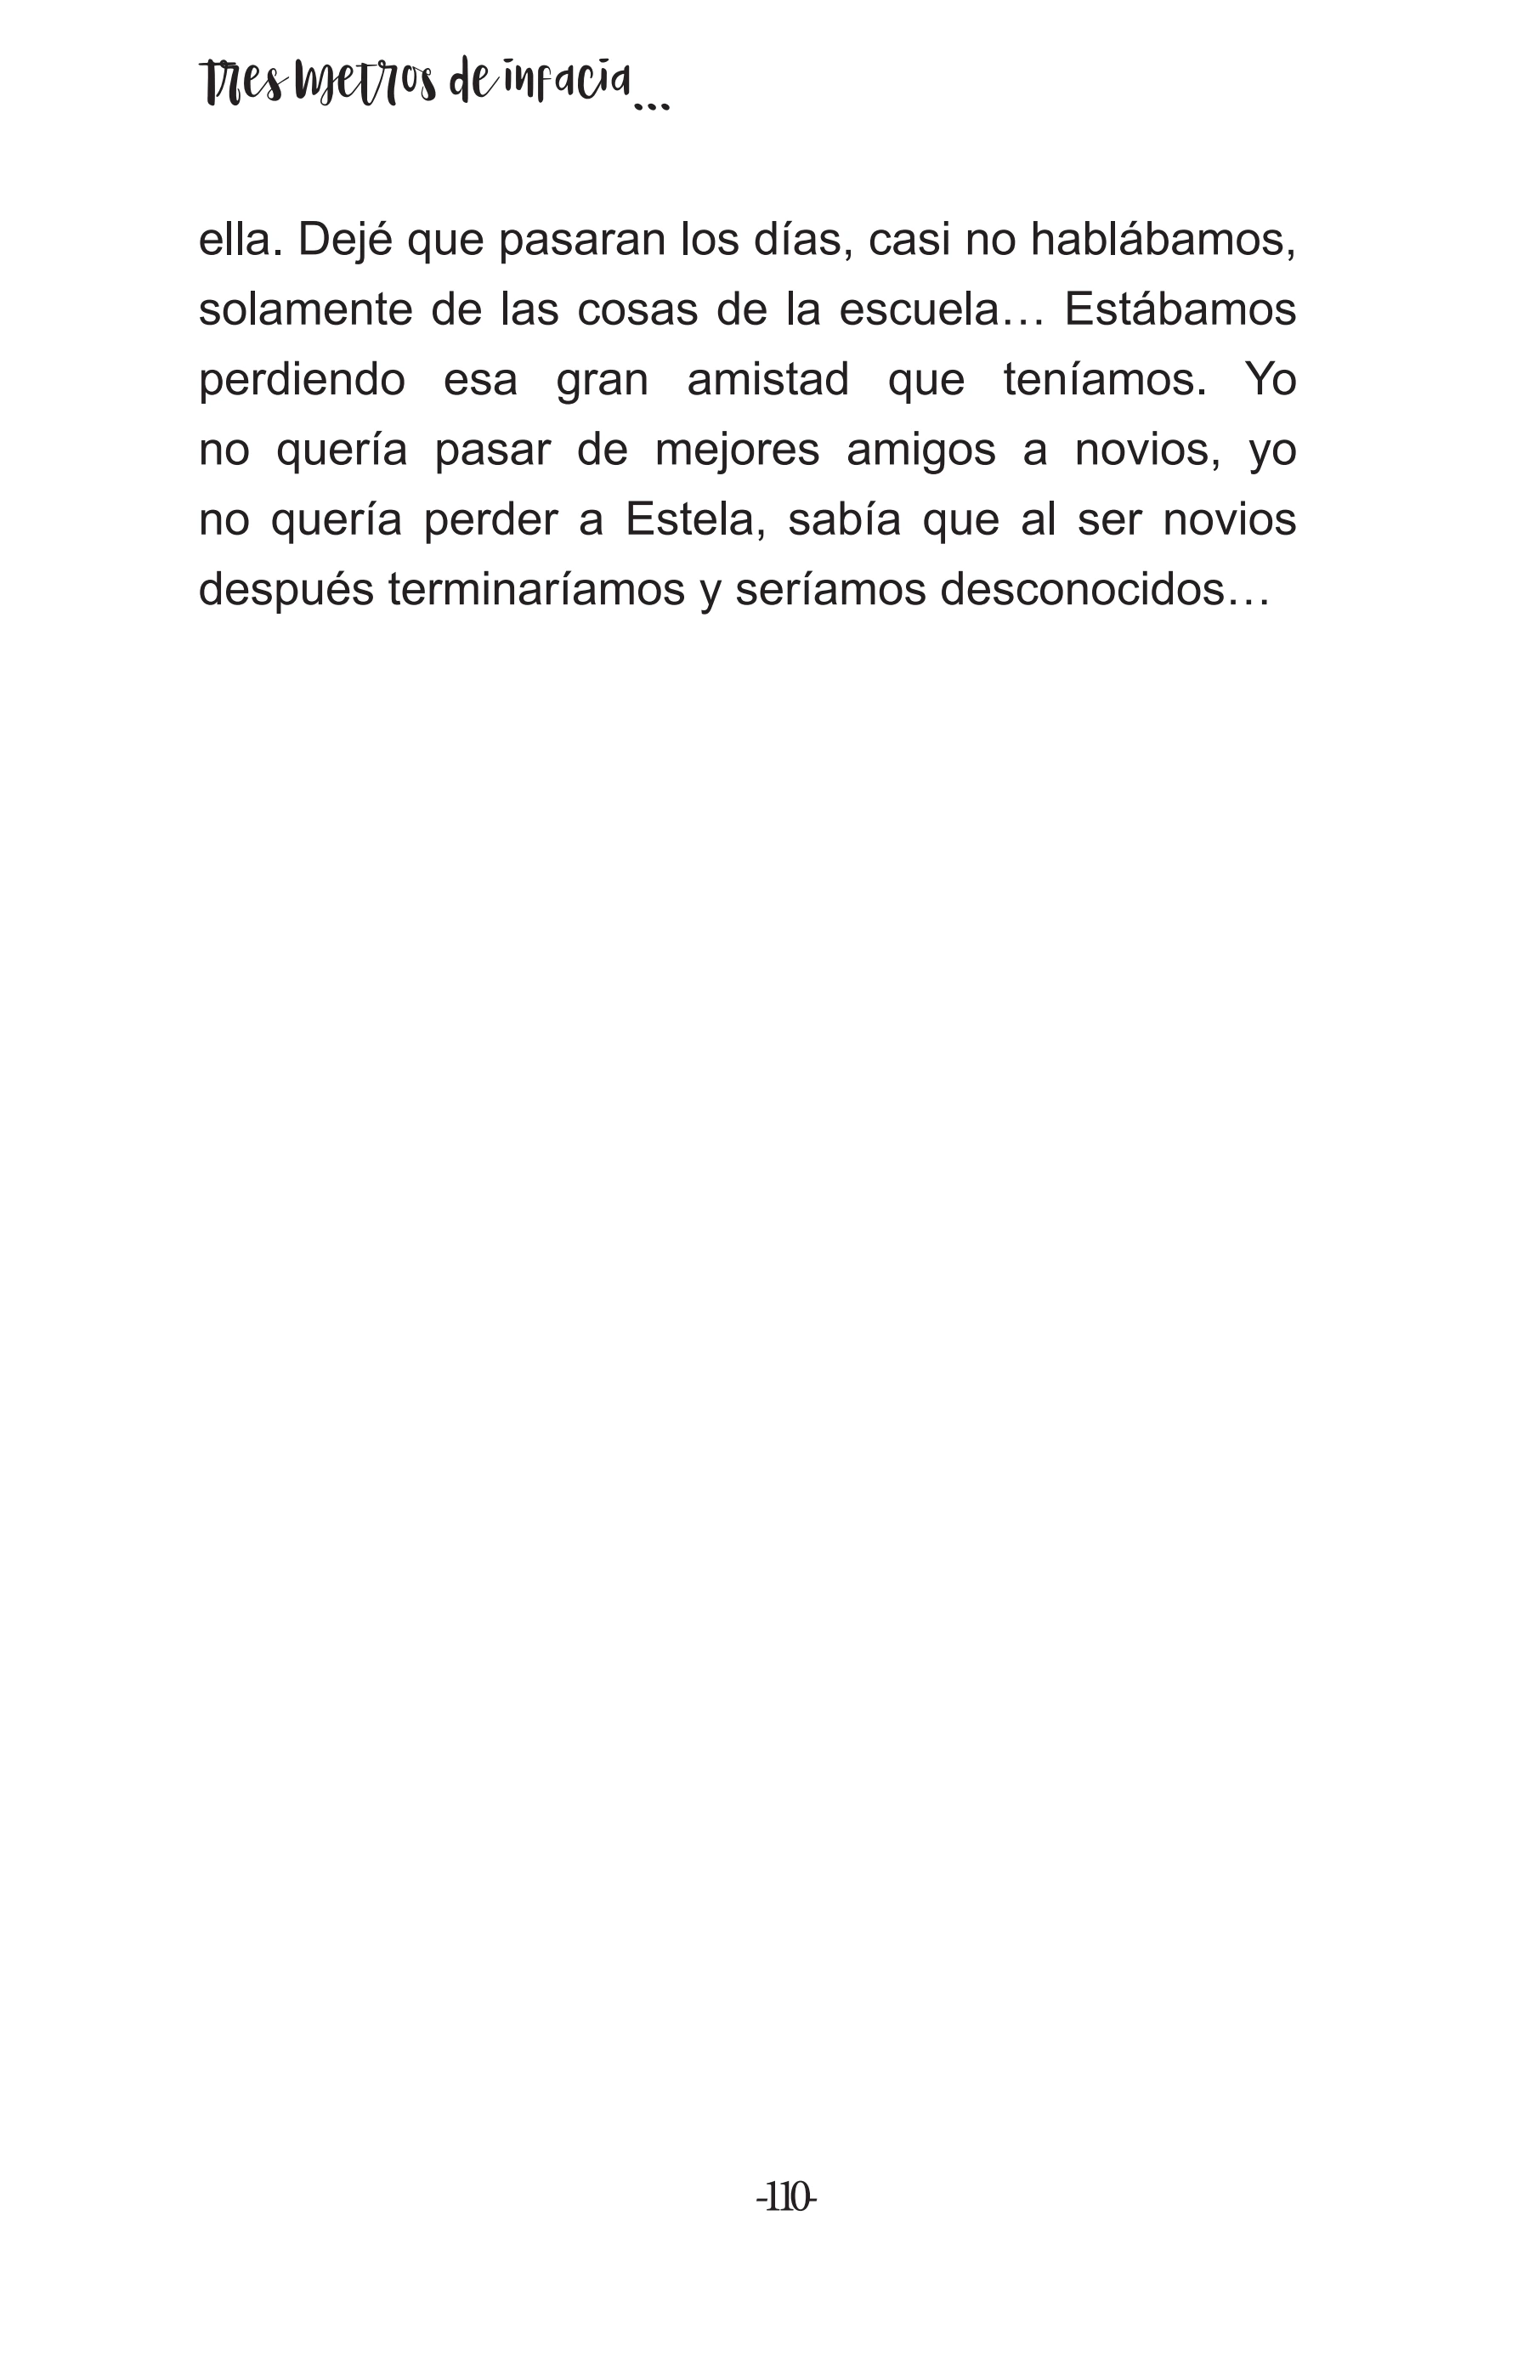 Tres metros de infacia...
ella. Dejé que pasaran los días, casi no hablábamos,
solamente de las cosas de la escuela… Estábamos
perdiendo esa gran amistad que teníamos. Yo
no quería pasar de mejores amigos a novios, yo
no quería perder a Estela, sabía que al ser novios
después terminaríamos y seríamos desconocidos…
-110-